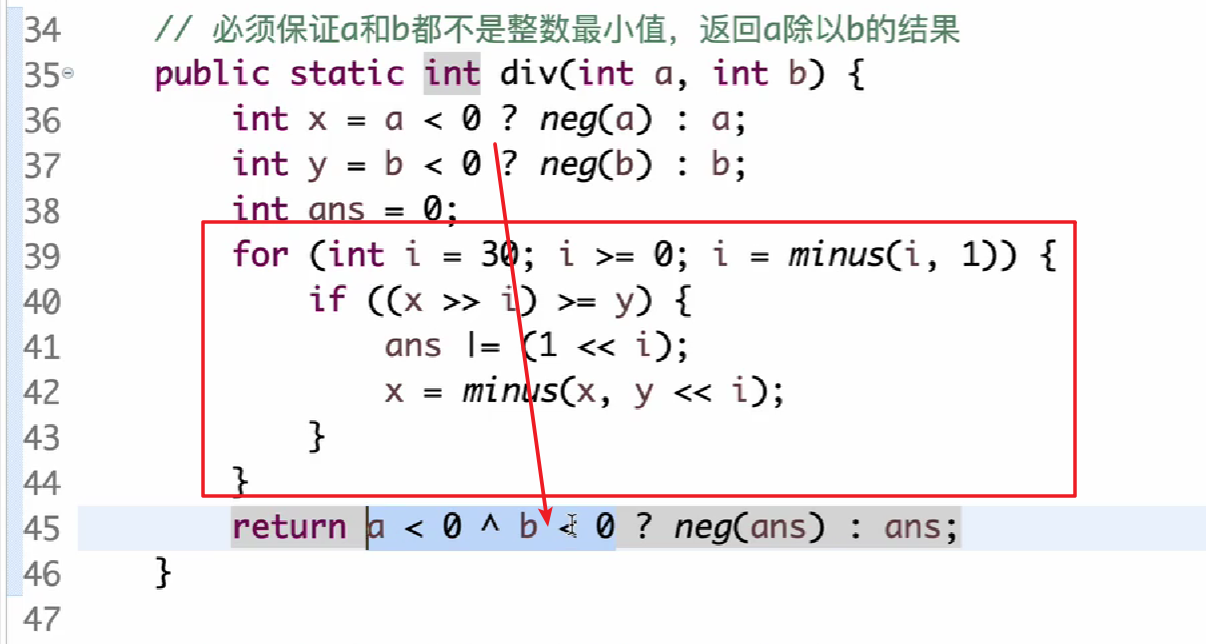 34 // 必须保证a和b都不是整数最小值，返回a除以b的结果
35 public static int div(int a, int b) {
36 int x = a < 0 ? neg(a) : a;
37 int y = b < 0 ? neg(b) : b;
38 int ans = 0;
39 for (int i = 30; i >= 0; i = minus(i, 1)) {
40 if ((x >> i) >= y) {
41 ans |= (1 << i);
42 x = minus(x, y << i);
43 }
44 }
45 return a < 0 ^ b < 0 ? neg(ans) : ans;
46 }
47